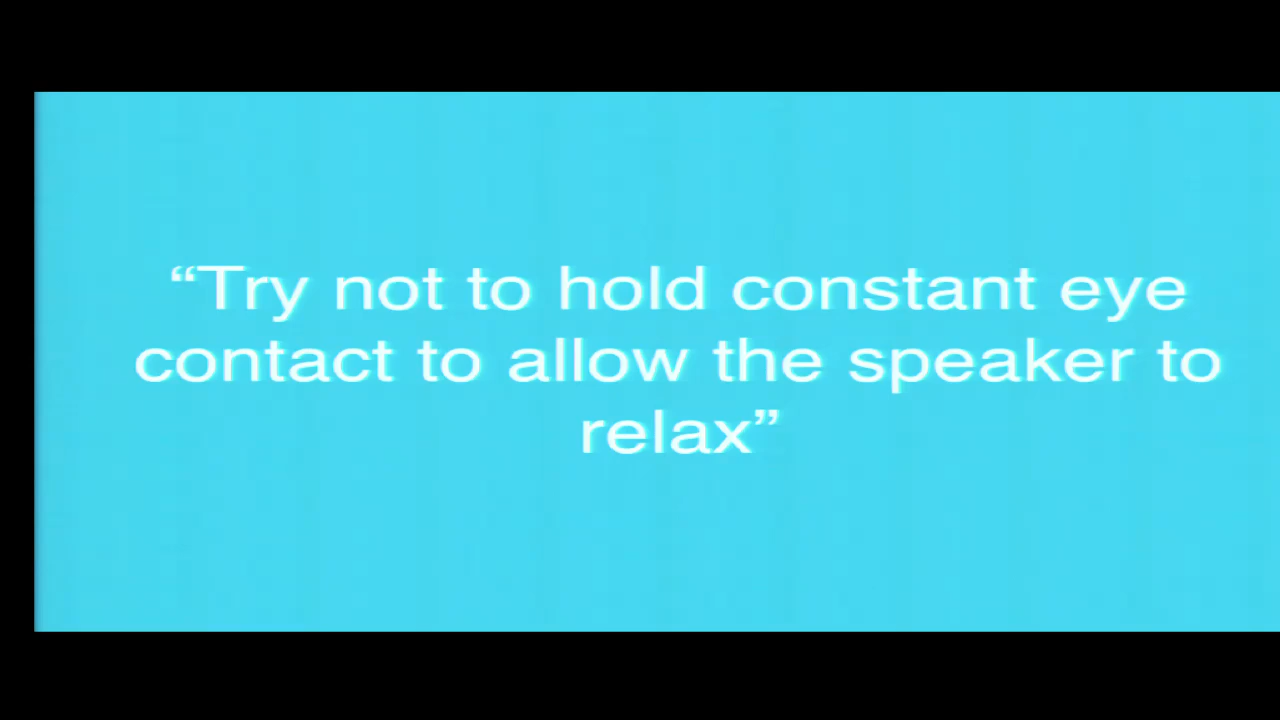 “Try not to hold constant eye
contact to allow the speaker to
relax”